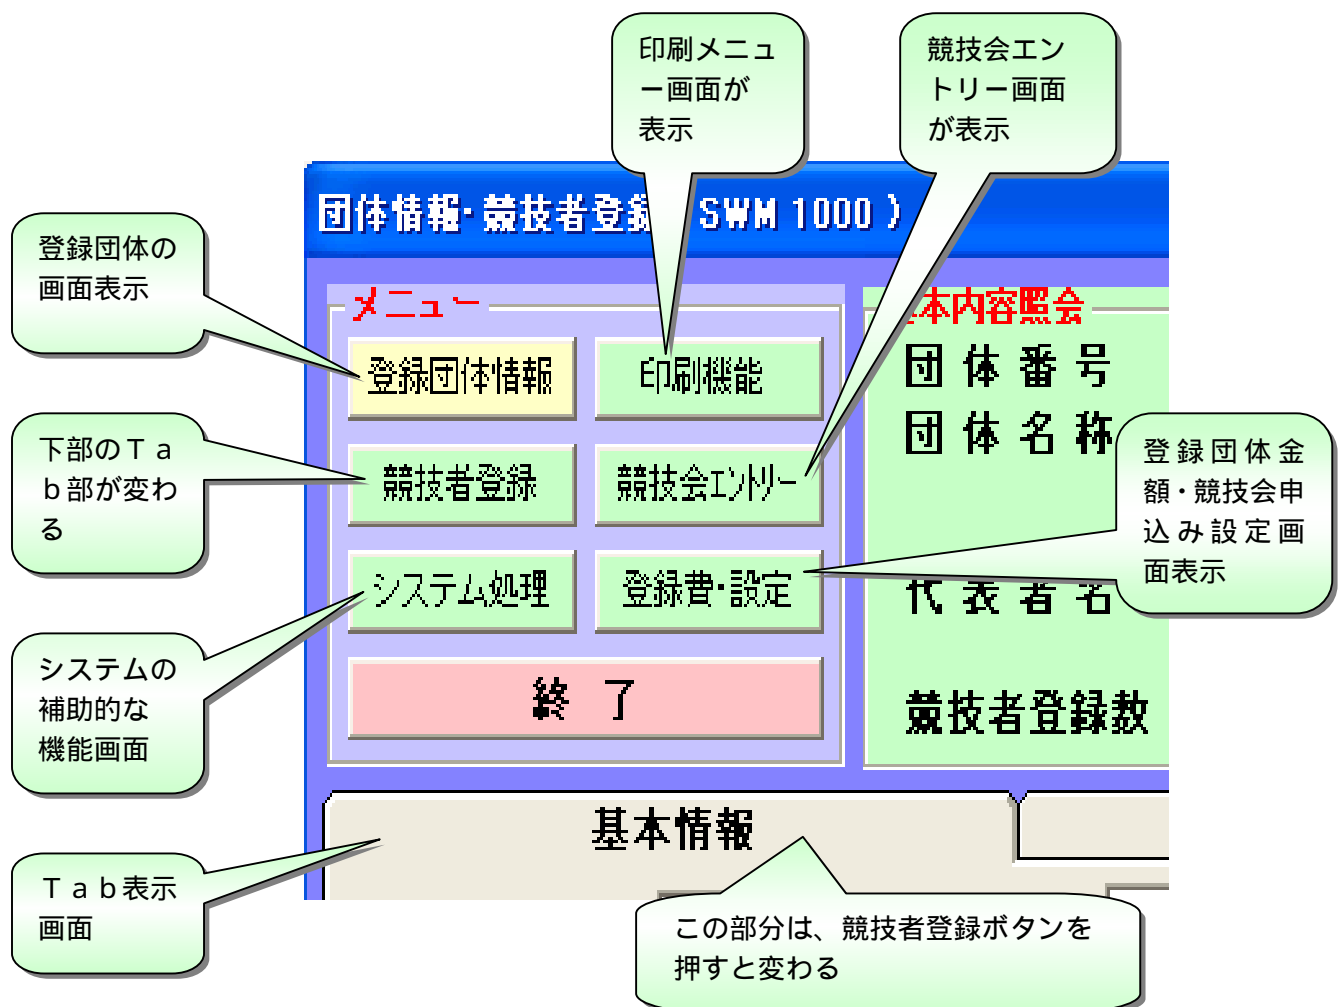 印刷メニュ
ー画面が
表示
競技会エン
トリー画面
が表示
団体情報・競技者登録 SWM 1000 )
登録団体の
画面表示
メニュー
本内容照会
登録団体情報
印刷機能
団体番号
下部のTa
b部が変わ
る
団体名称
登録団体金
額・競技会申
込み設定画
面表示
競技者登録
競技会エントリー
システム処理
登録費・設定
代表者名
システムの
補助的な
機能画面
終了
競技者登録数
基本情報
Tab表示
画面
この部分は、競技者登録ボタンを
押すと変わる